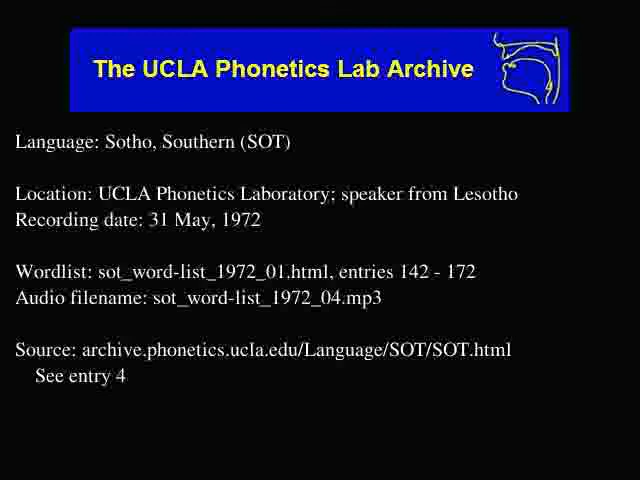 The UCLA Phonetics Lab Archive
Language: Sotho, Southern (SOT)
Location: UCLA Phonetics Laboratory; speaker from Lesotho
Recording date: 31 May, 1972
Wordlist: sot_word-list_1972_01.html, entries 142 - 172
Audio filename: sot_word-list_1972_04.mp3
Source: archive.phonetics.ucla.edu/Language/SOT/SOT.html
See entry 4